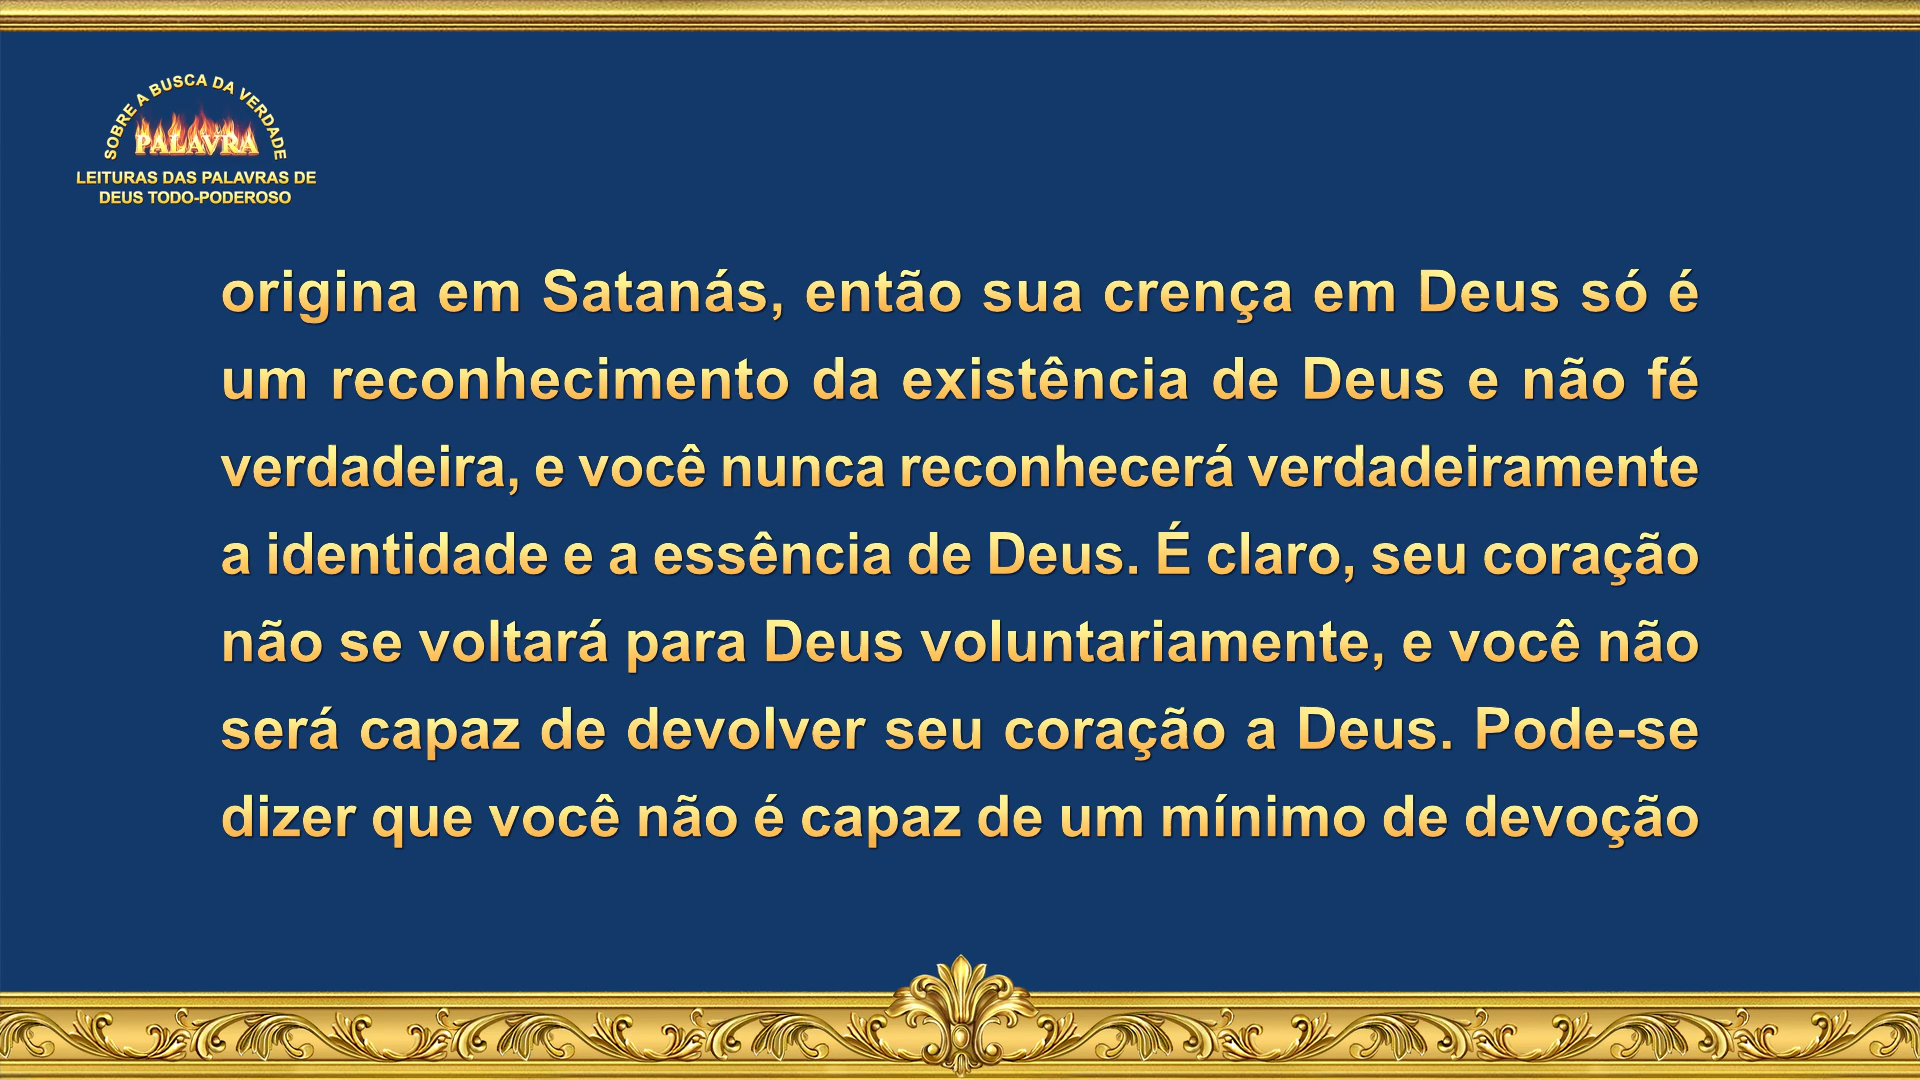 SOBRE A BUSCA DA VERDADE
PALAVRA
LEITURAS DAS PALAVRAS DE
DEUS TODO-PODEROSO
origina em Satanás, então sua crença em Deus só é
um reconhecimento da existência de Deus e não fé
verdadeira, e você nunca reconhecerá verdadeiramente
a identidade e a essência de Deus. É claro, seu coração
não se voltará para Deus voluntariamente, e você não
será capaz de devolver seu coração a Deus. Pode-se
dizer que você não é capaz de um mínimo de devoção